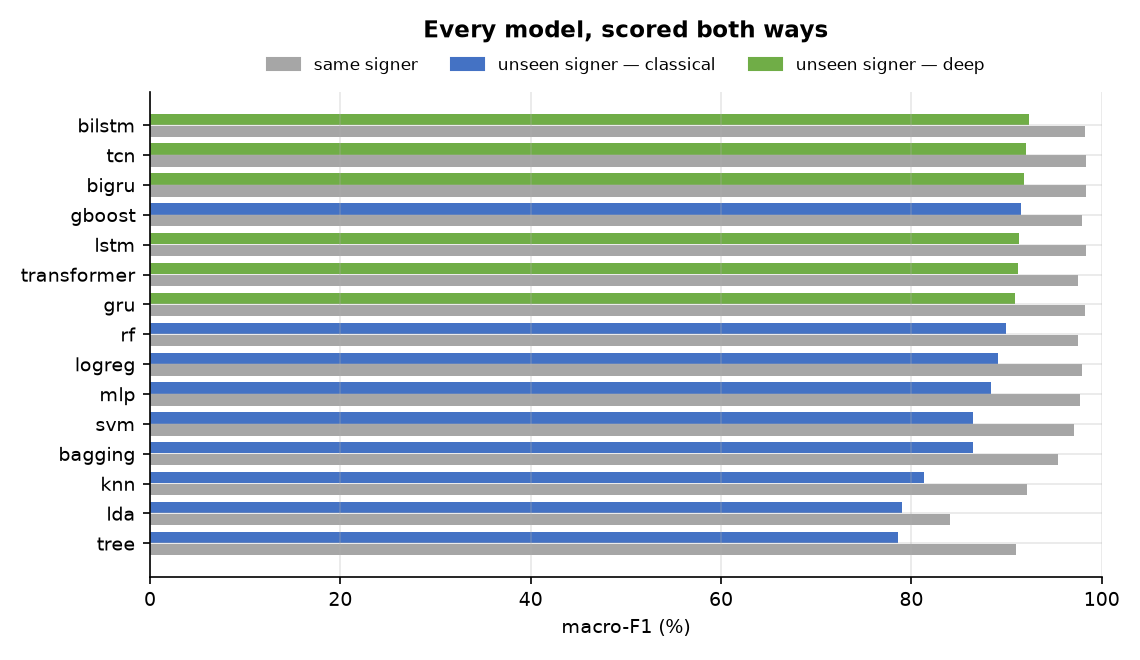 Every model, scored both ways
same signer unseen signer — classical unseen signer — deep
bilstm
tcn
bigru
gboost
lstm
transformer
gru
rf
logreg
mlp
svm
bagging
knn
lda
tree
0 20 40 60 80 100
macro-F1 (%)